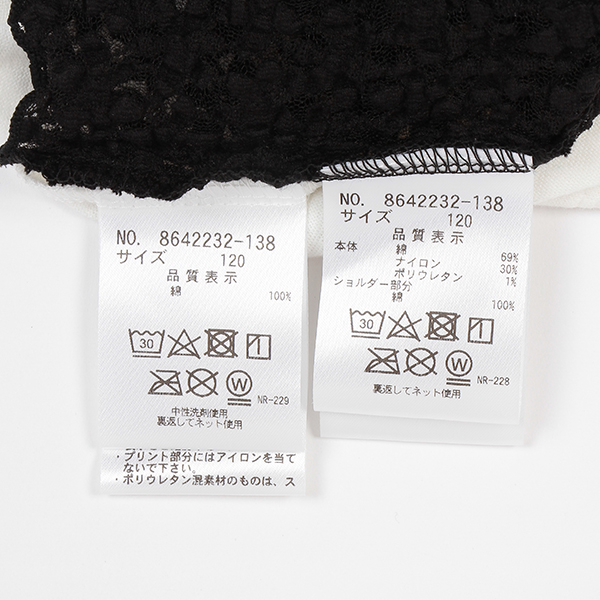 NO. 8642232-138
サイズ 120
品質表示
綿 100%
30
W
NR-229
中性洗剤使用
裏返してネット使用
・プリント部分にはアイロンを当て
ないで下さい。
・ポリウレタン混素材のものは、ス
NO. 8642232-138
サイズ 120
品質表示
本体
綿 69%
ナイロン 30%
ポリウレタン 1%
ショルダー部分
綿 100%
30
W
NR-228
裏返してネット使用